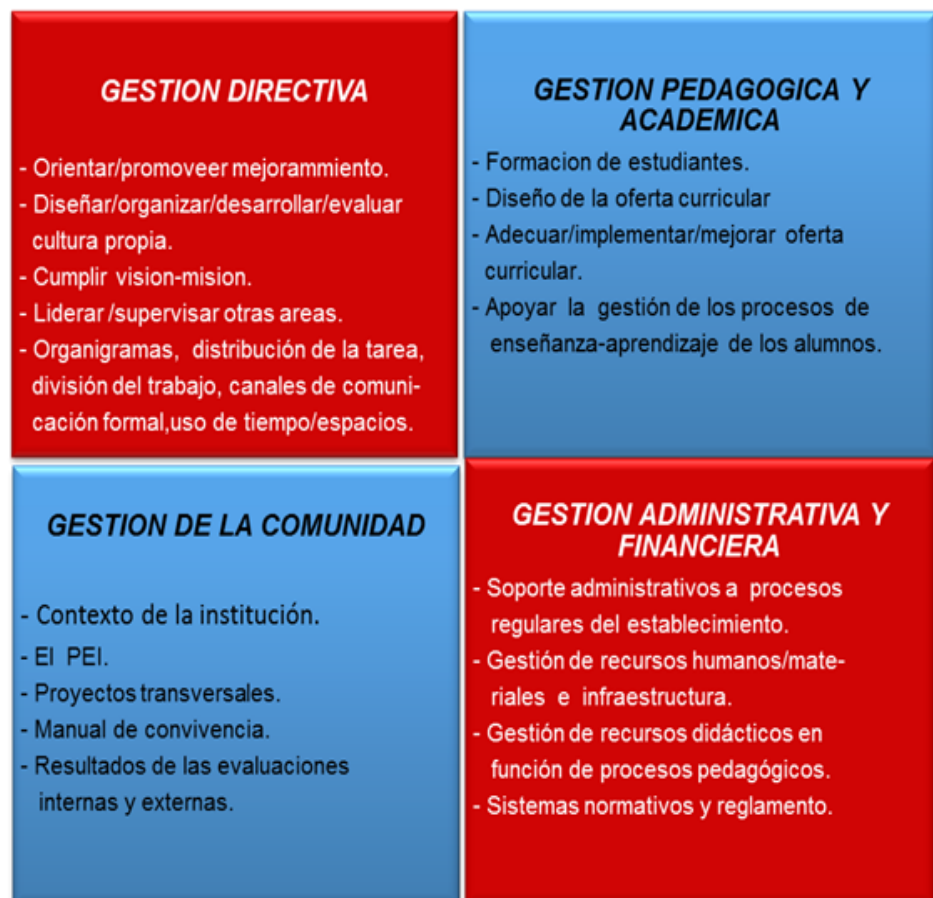 GESTION DIRECTIVA
- Orientar/promoveer mejorammiento.
- Diseñar/organizar/desarrollar/evaluar
cultura propia.
- Cumplir vision-mision.
- Liderar /supervisar otras areas.
- Organigramas, distribución de la tarea,
división del trabajo, canales de comuni-
cación formal,uso de tiempo/espacios.
GESTION PEDAGOGICA Y
ACADEMICA
- Formacion de estudiantes.
- Diseño de la oferta curricular
- Adecuar/implementar/mejorar oferta
curricular.
- Apoyar la gestión de los procesos de
enseñanza-aprendizaje de los alumnos.
GESTION DE LA COMUNIDAD
- Contexto de la institución.
- El PEI.
- Proyectos transversales.
- Manual de convivencia.
- Resultados de las evaluaciones
internas y externas.
GESTION ADMINISTRATIVA Y
FINANCIERA
- Soporte administrativos a procesos
regulares del establecimiento.
- Gestión de recursos humanos/mate-
riales e infraestructura.
- Gestión de recursos didácticos en
función de procesos pedagógicos.
- Sistemas normativos y reglamento.